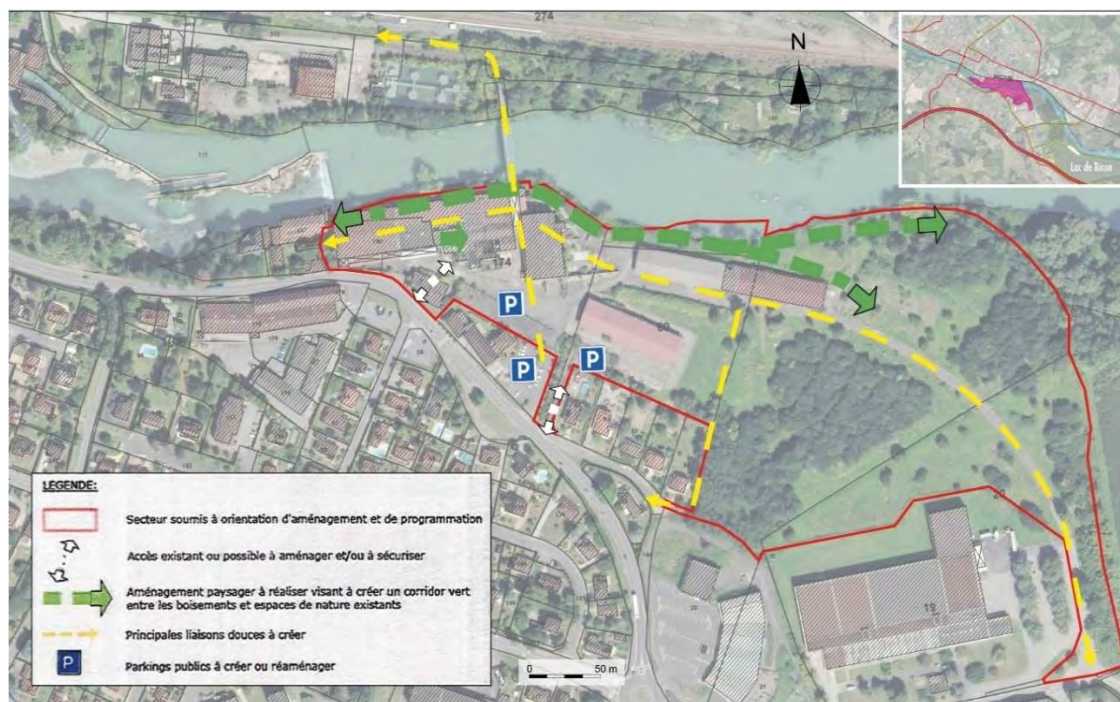 274
N
Lac de Biron
174
P
P
P
20
19
LEGENDE:
Secteur soumis à orientation d'aménagement et de programmation
Accès existant ou possible à aménager et/ou à sécuriser
Aménagement paysager à réaliser visant à créer un corridor vert
entre les boisements et espaces de nature existants
Principales liaisons douces à créer
P Parkings publics à créer ou réaménager
0 50 m